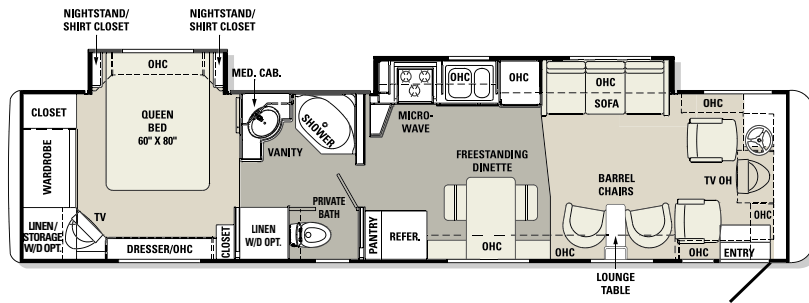 NIGHTSTAND/
SHIRT CLOSET
NIGHTSTAND/
SHIRT CLOSET
OHC
MED. CAB.
CLOSET
QUEEN
BED
60" X 80"
WARDROBE
LINEN/
STORAGE
W/D OPT.
TV
DRESSER/OHC
CLOSET
VANITY
SHOWER
PRIVATE
BATH
LINEN
W/D OPT.
OHC
OHC
MICRO-
WAVE
OHC
SOFA
FREESTANDING
DINETTE
PANTRY
REFER.
OHC
BARREL
CHAIRS
LOUNGE
TABLE
OHC
TV OH
OHC
OHC
ENTRY